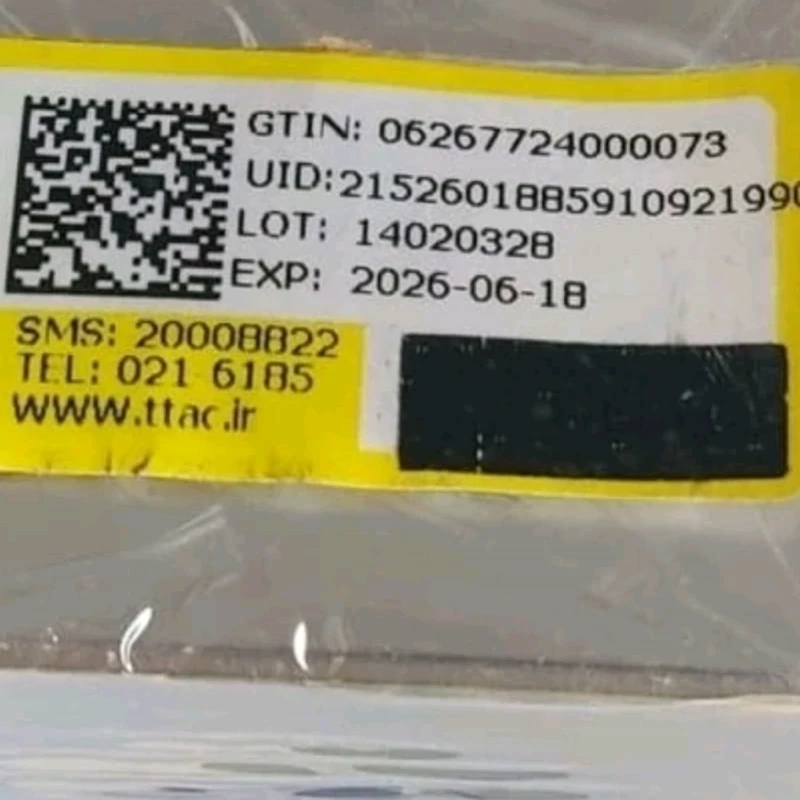 GTIN: 06267724000073
UID:2152601885910921990
LOT: 14020328
EXP: 2026-06-18
SMS: 20008822
TEL: 021 6185
WWW.ttac.ir